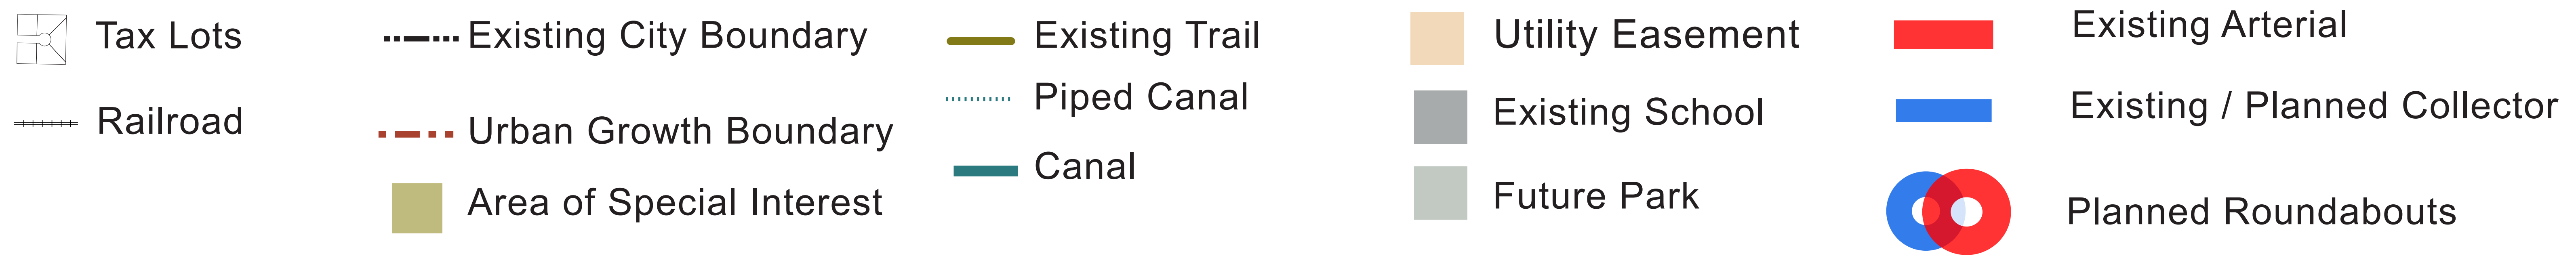 Tax Lots
Railroad
Existing City Boundary
Urban Growth Boundary
Area of Special Interest
Existing Trail
Piped Canal
Canal
Utility Easement
Existing School
Future Park
Existing Arterial
Existing / Planned Collector
Planned Roundabouts